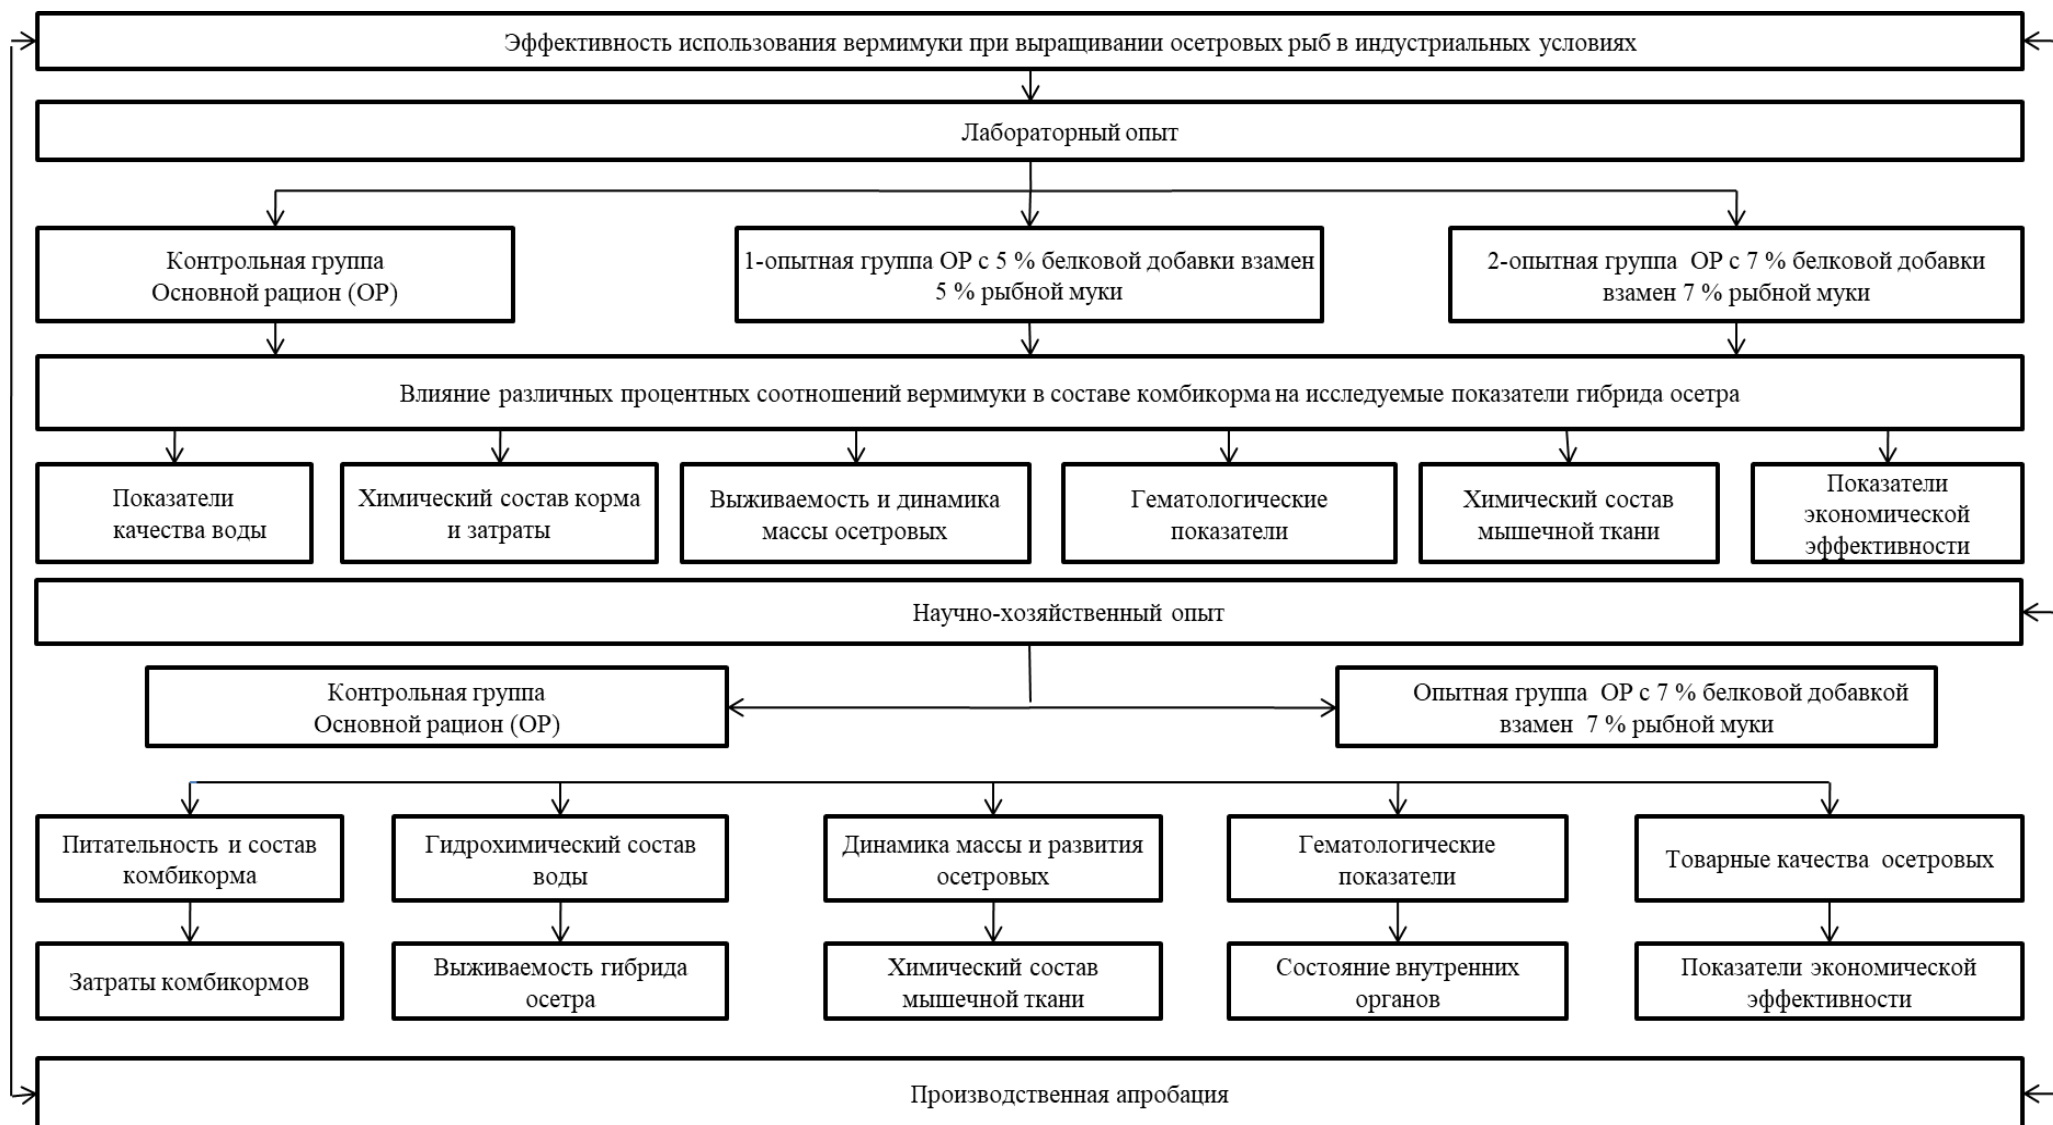 Эффективность использования вермимуки при выращивании осетровых рыб в индустриальных условиях
Лабораторный опыт
Контрольная группа
Основной рацион (ОР)
1-опытная группа ОР с 5 % белковой добавки взамен
5 % рыбной муки
2-опытная группа ОР с 7 % белковой добавки
взамен 7 % рыбной муки
Влияние различных процентных соотношений вермимуки в составе комбикорма на исследуемые показатели гибрида осетра
Показатели
качества воды
Химический состав корма
и затраты
Выживаемость и динамика
массы осетровых
Гематологические
показатели
Химический состав
мышечной ткани
Показатели
экономической
эффективности
Научно-хозяйственный опыт
Контрольная группа
Основной рацион (ОР)
Опытная группа ОР с 7 % белковой добавкой
взамен 7 % рыбной муки
Питательность и состав
комбикорма
Гидрохимический состав
воды
Динамика массы и развития
осетровых
Гематологические
показатели
Товарные качества осетровых
Затраты комбикормов
Выживаемость гибрида
осетра
Химический состав
мышечной ткани
Состояние внутренних
органов
Показатели экономической
эффективности
Производственная апробация